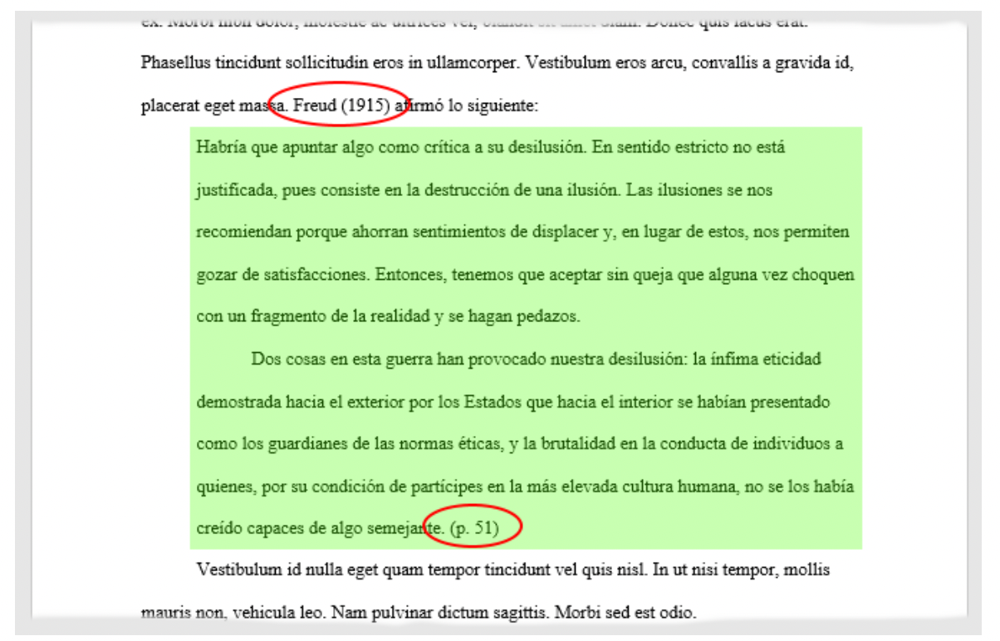 ex. Morbi mon dolor, molestie ac ultrices vel, blandit sit amet diam. Donec quis lacus erat.
Phasellus tincidunt sollicitudin eros in ullamcorper. Vestibulum eros arcu, convallis a gravida id,
placerat eget massa. Freud (1915) afirmó lo siguiente:
Habría que apuntar algo como crítica a su desilusión. En sentido estricto no está
justificada, pues consiste en la destrucción de una ilusión. Las ilusiones se nos
recomiendan porque ahorran sentimientos de displacer y, en lugar de estos, nos permiten
gozar de satisfacciones. Entonces, tenemos que aceptar sin queja que alguna vez choquen
con un fragmento de la realidad y se hagan pedazos.
Dos cosas en esta guerra han provocado nuestra desilusión: la ínfima eticidad
demostrada hacia el exterior por los Estados que hacia el interior se habían presentado
como los guardianes de las normas éticas, y la brutalidad en la conducta de individuos a
quienes, por su condición de partícipes en la más elevada cultura humana, no se los había
creído capaces de algo semejante. (p. 51)
Vestibulum id nulla eget quam tempor tincidunt vel quis nisl. In ut nisi tempor, mollis
mauris non, vehicula leo. Nam pulvinar dictum sagittis. Morbi sed est odio.